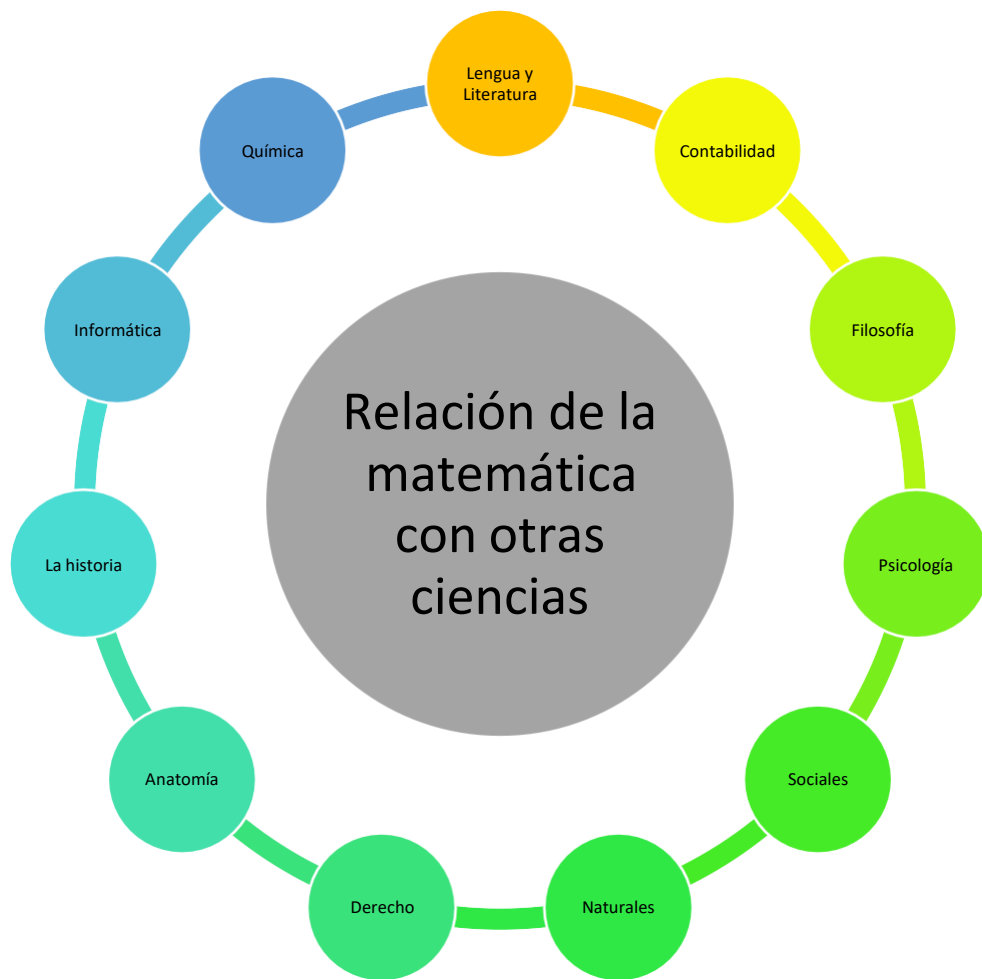 Lengua y
Literatura
Contabilidad
Filosofía
Psicología
Sociales
Naturales
Derecho
Anatomía
La historia
Informática
Química
Relación de la
matemática
con otras
ciencias